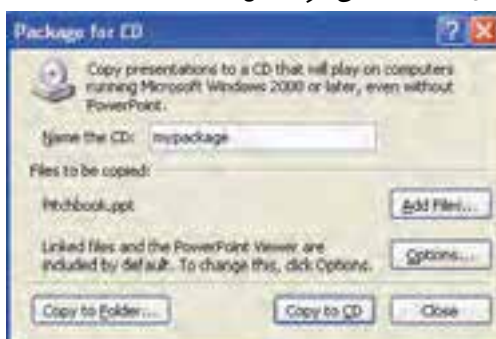 Package for CD
Copy presentations to a CD that will play on computers
running Microsoft Windows 2000 or later, even without
PowerPoint.
Name the CD: mypackage
Files to be copied:
Pitchbook.ppt
Add Files...
Linked files and the PowerPoint Viewer are
included by default. To change this, click Options.
Options...
Copy to Folder... Copy to CD Close